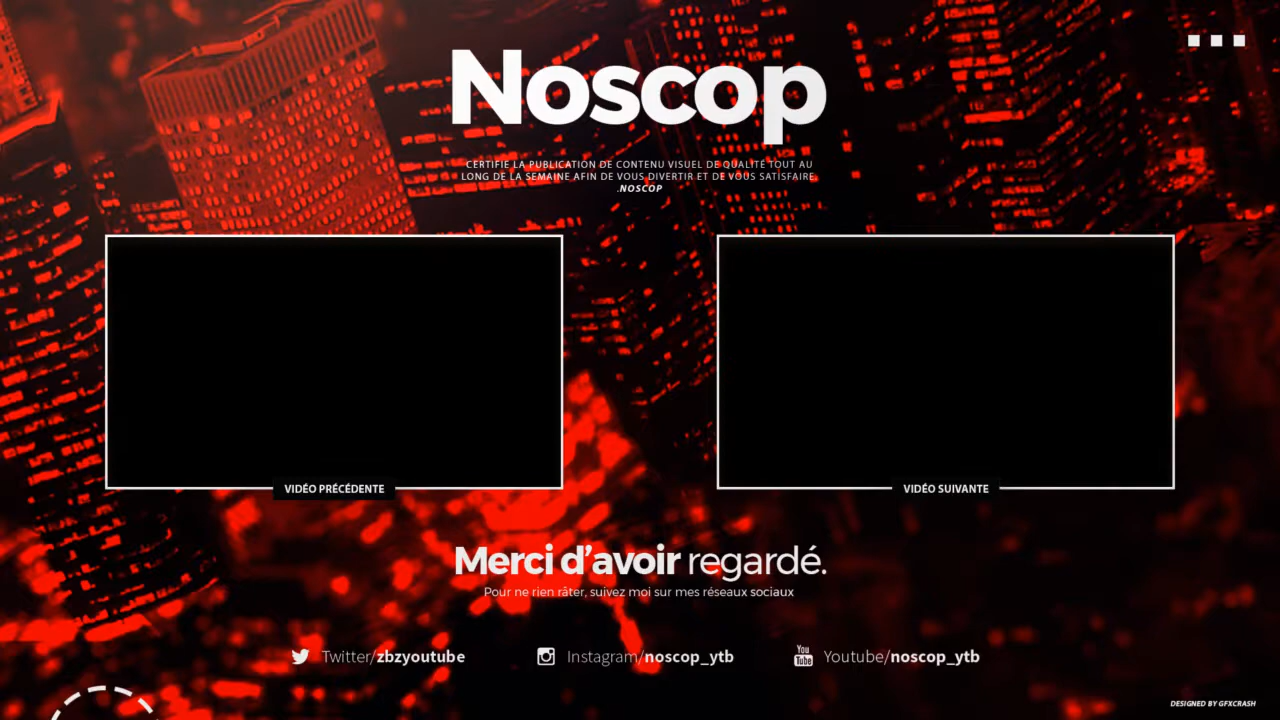 Noscop
CERTIFIE LA PUBLICATION DE CONTENU VISUEL DE QUALITÉ TOUT AU
LONG DE LA SEMAINE AFIN DE VOUS DIVERTIR ET DE VOUS SATISFAIRE.
.NOSCOP
VIDÉO PRÉCÉDENTE
VIDÉO SUIVANTE
Merci d’avoir regardé.
Pour ne rien râter, suivez moi sur mes réseaux sociaux
Twitter/zbzyoutube
Instagram/noscop_ytb
You
Tube
Youtube/noscop_ytb
DESIGNED BY GFXCRASH